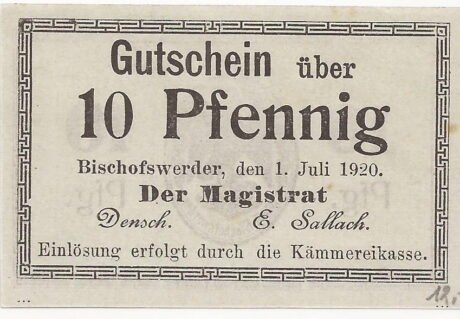 Gutschein über
10 Pfennig
Bischofswerder, den 1. Juli 1920.
Der Magistrat
Densch. E. Sallach.
Einlösung erfolgt durch die Kämmereikasse.